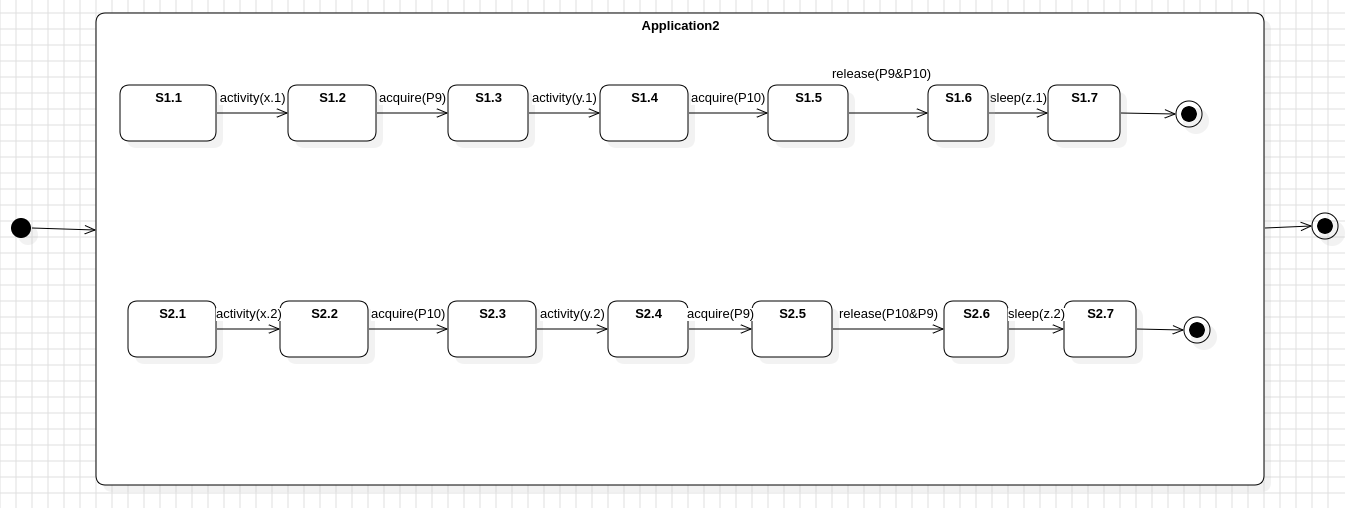 Application2
release(P9&P10)
S1.1 activity(x.1) S1.2 acquire(P9) S1.3 activity(y.1) S1.4 acquire(P10) S1.5 S1.6 sleep(z.1) S1.7
S2.1 activity(x.2) S2.2 acquire(P10) S2.3 activity(y.2) S2.4 acquire(P9) S2.5 release(P10&P9) S2.6 sleep(z.2) S2.7